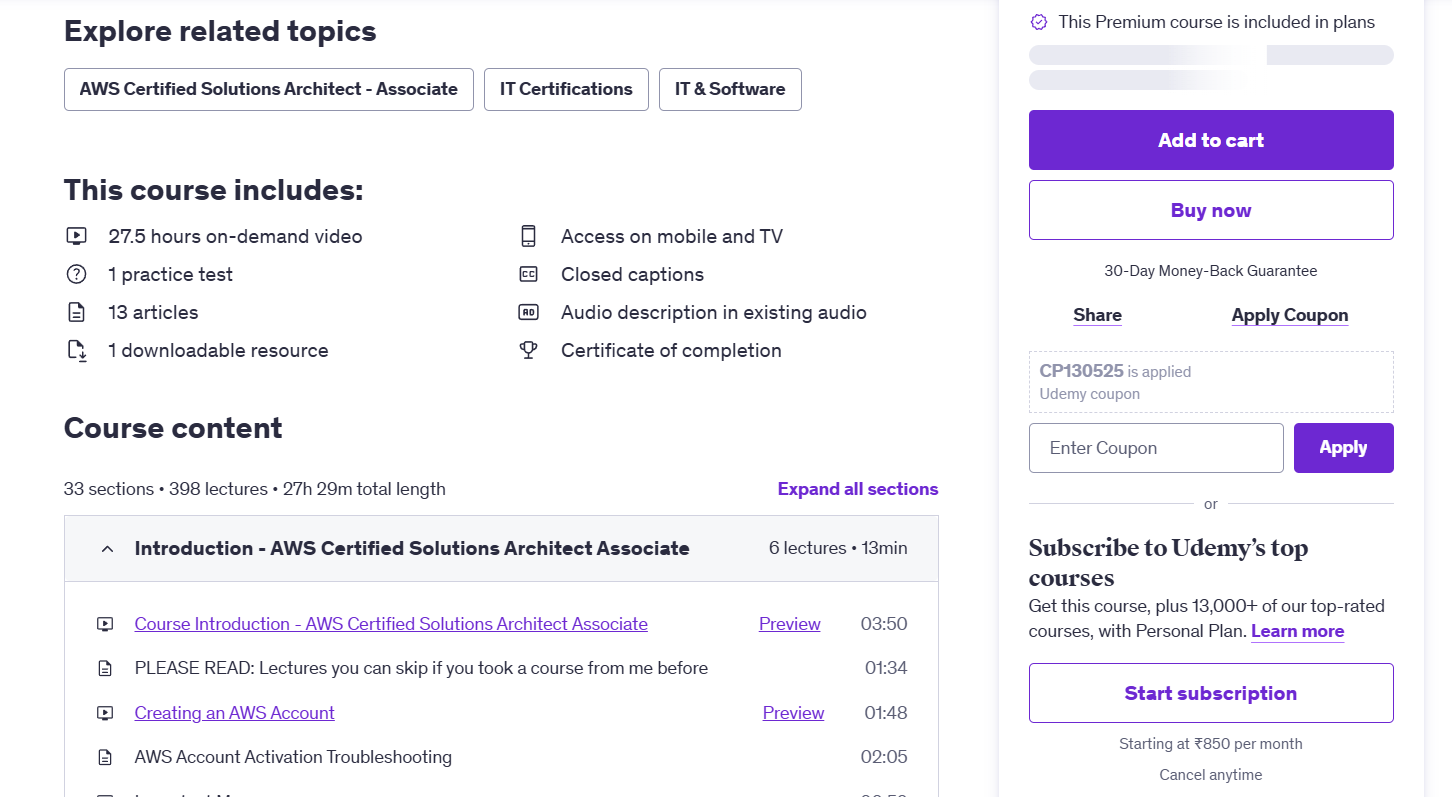 Explore related topics
AWS Certified Solutions Architect - Associate
IT Certifications
IT & Software
This course includes:
27.5 hours on-demand video
1 practice test
13 articles
1 downloadable resource
Access on mobile and TV
Closed captions
Audio description in existing audio
Certificate of completion
Course content
33 sections • 398 lectures • 27h 29m total length
Expand all sections
Introduction - AWS Certified Solutions Architect Associate
6 lectures • 13min
Course Introduction - AWS Certified Solutions Architect Associate
Preview
03:50
PLEASE READ: Lectures you can skip if you took a course from me before
01:34
Creating an AWS Account
Preview
01:48
AWS Account Activation Troubleshooting
02:05
This Premium course is included in plans
Add to cart
Buy now
30-Day Money-Back Guarantee
Share
Apply Coupon
CP130525 is applied
Udemy coupon
Enter Coupon
Apply
or
Subscribe to Udemy’s top
courses
Get this course, plus 13,000+ of our top-rated
courses, with Personal Plan. Learn more
Start subscription
Starting at ₹850 per month
Cancel anytime